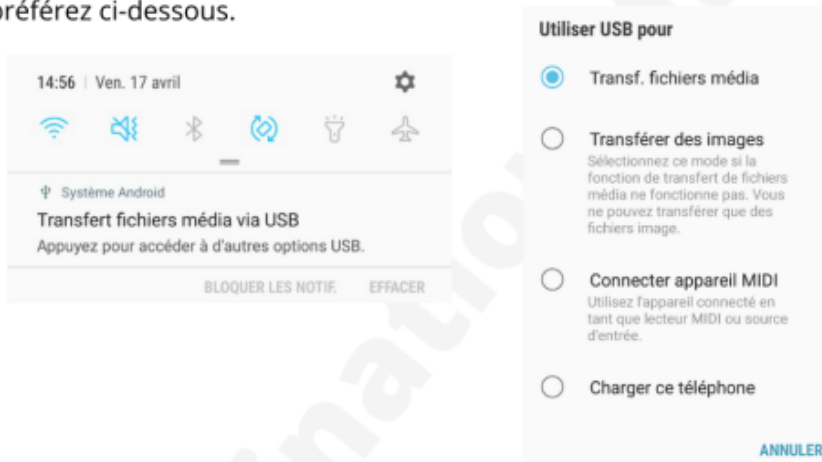 préférez ci-dessous.
14:56 | Ven. 17 avril
Système Android
Transfert fichiers média via USB
Appuyez pour accéder à d'autres options USB.
BLOQUER LES NOTIF. EFFACER
Utiliser USB pour
Transf. fichiers média
Transférer des images
Sélectionnez ce mode si la
fonction de transfert de fichiers
média ne fonctionne pas. Vous
ne pouvez transférer que des
fichiers image.
Connecter appareil MIDI
Utilisez l'appareil connecté en
tant que lecteur MIDI ou source
d'entrée.
Charger ce téléphone
ANNULER